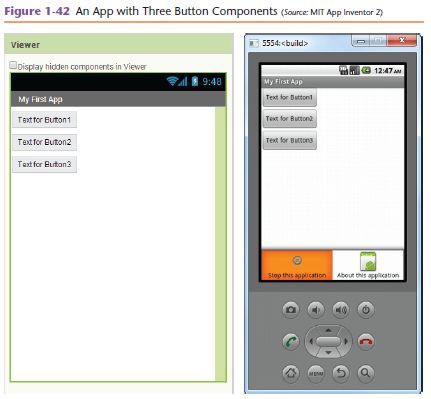 Figure 1-42 An App with Three Button Components (Source: MIT App Inventor 2)
Viewer
Display hidden components in Viewer
9:48
My First App
Text for Button1
Text for Button2
Text for Button3
5554:<build>
12:47 AM
My First App
Text for Button1
Text for Button2
Text for Button3
Stop this application
About this application
MENU